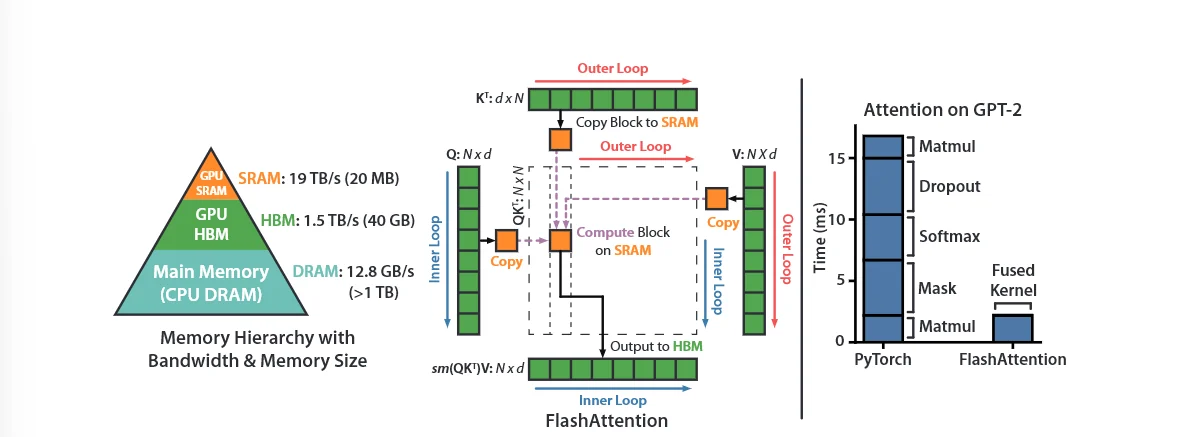 GPU
SRAM
SRAM: 19 TB/s (20 MB)
GPU
HBM
HBM: 1.5 TB/s (40 GB)
Main Memory
(CPU DRAM)
DRAM: 12.8 GB/s
(>1 TB)
Memory Hierarchy with
Bandwidth & Memory Size
Outer Loop
Kᵀ: d x N
Copy Block to SRAM
Outer Loop
Q: N x d
QKᵀ: N x N
V: N X d
Copy
Compute Block
on SRAM
Copy
Inner Loop
Inner Loop
Outer Loop
Output to HBM
sm(QKᵀ)V: N x d
Inner Loop
FlashAttention
Attention on GPT-2
Time (ms)
15
10
5
0
Matmul
Dropout
Softmax
Mask
Matmul
Fused
Kernel
PyTorch
FlashAttention